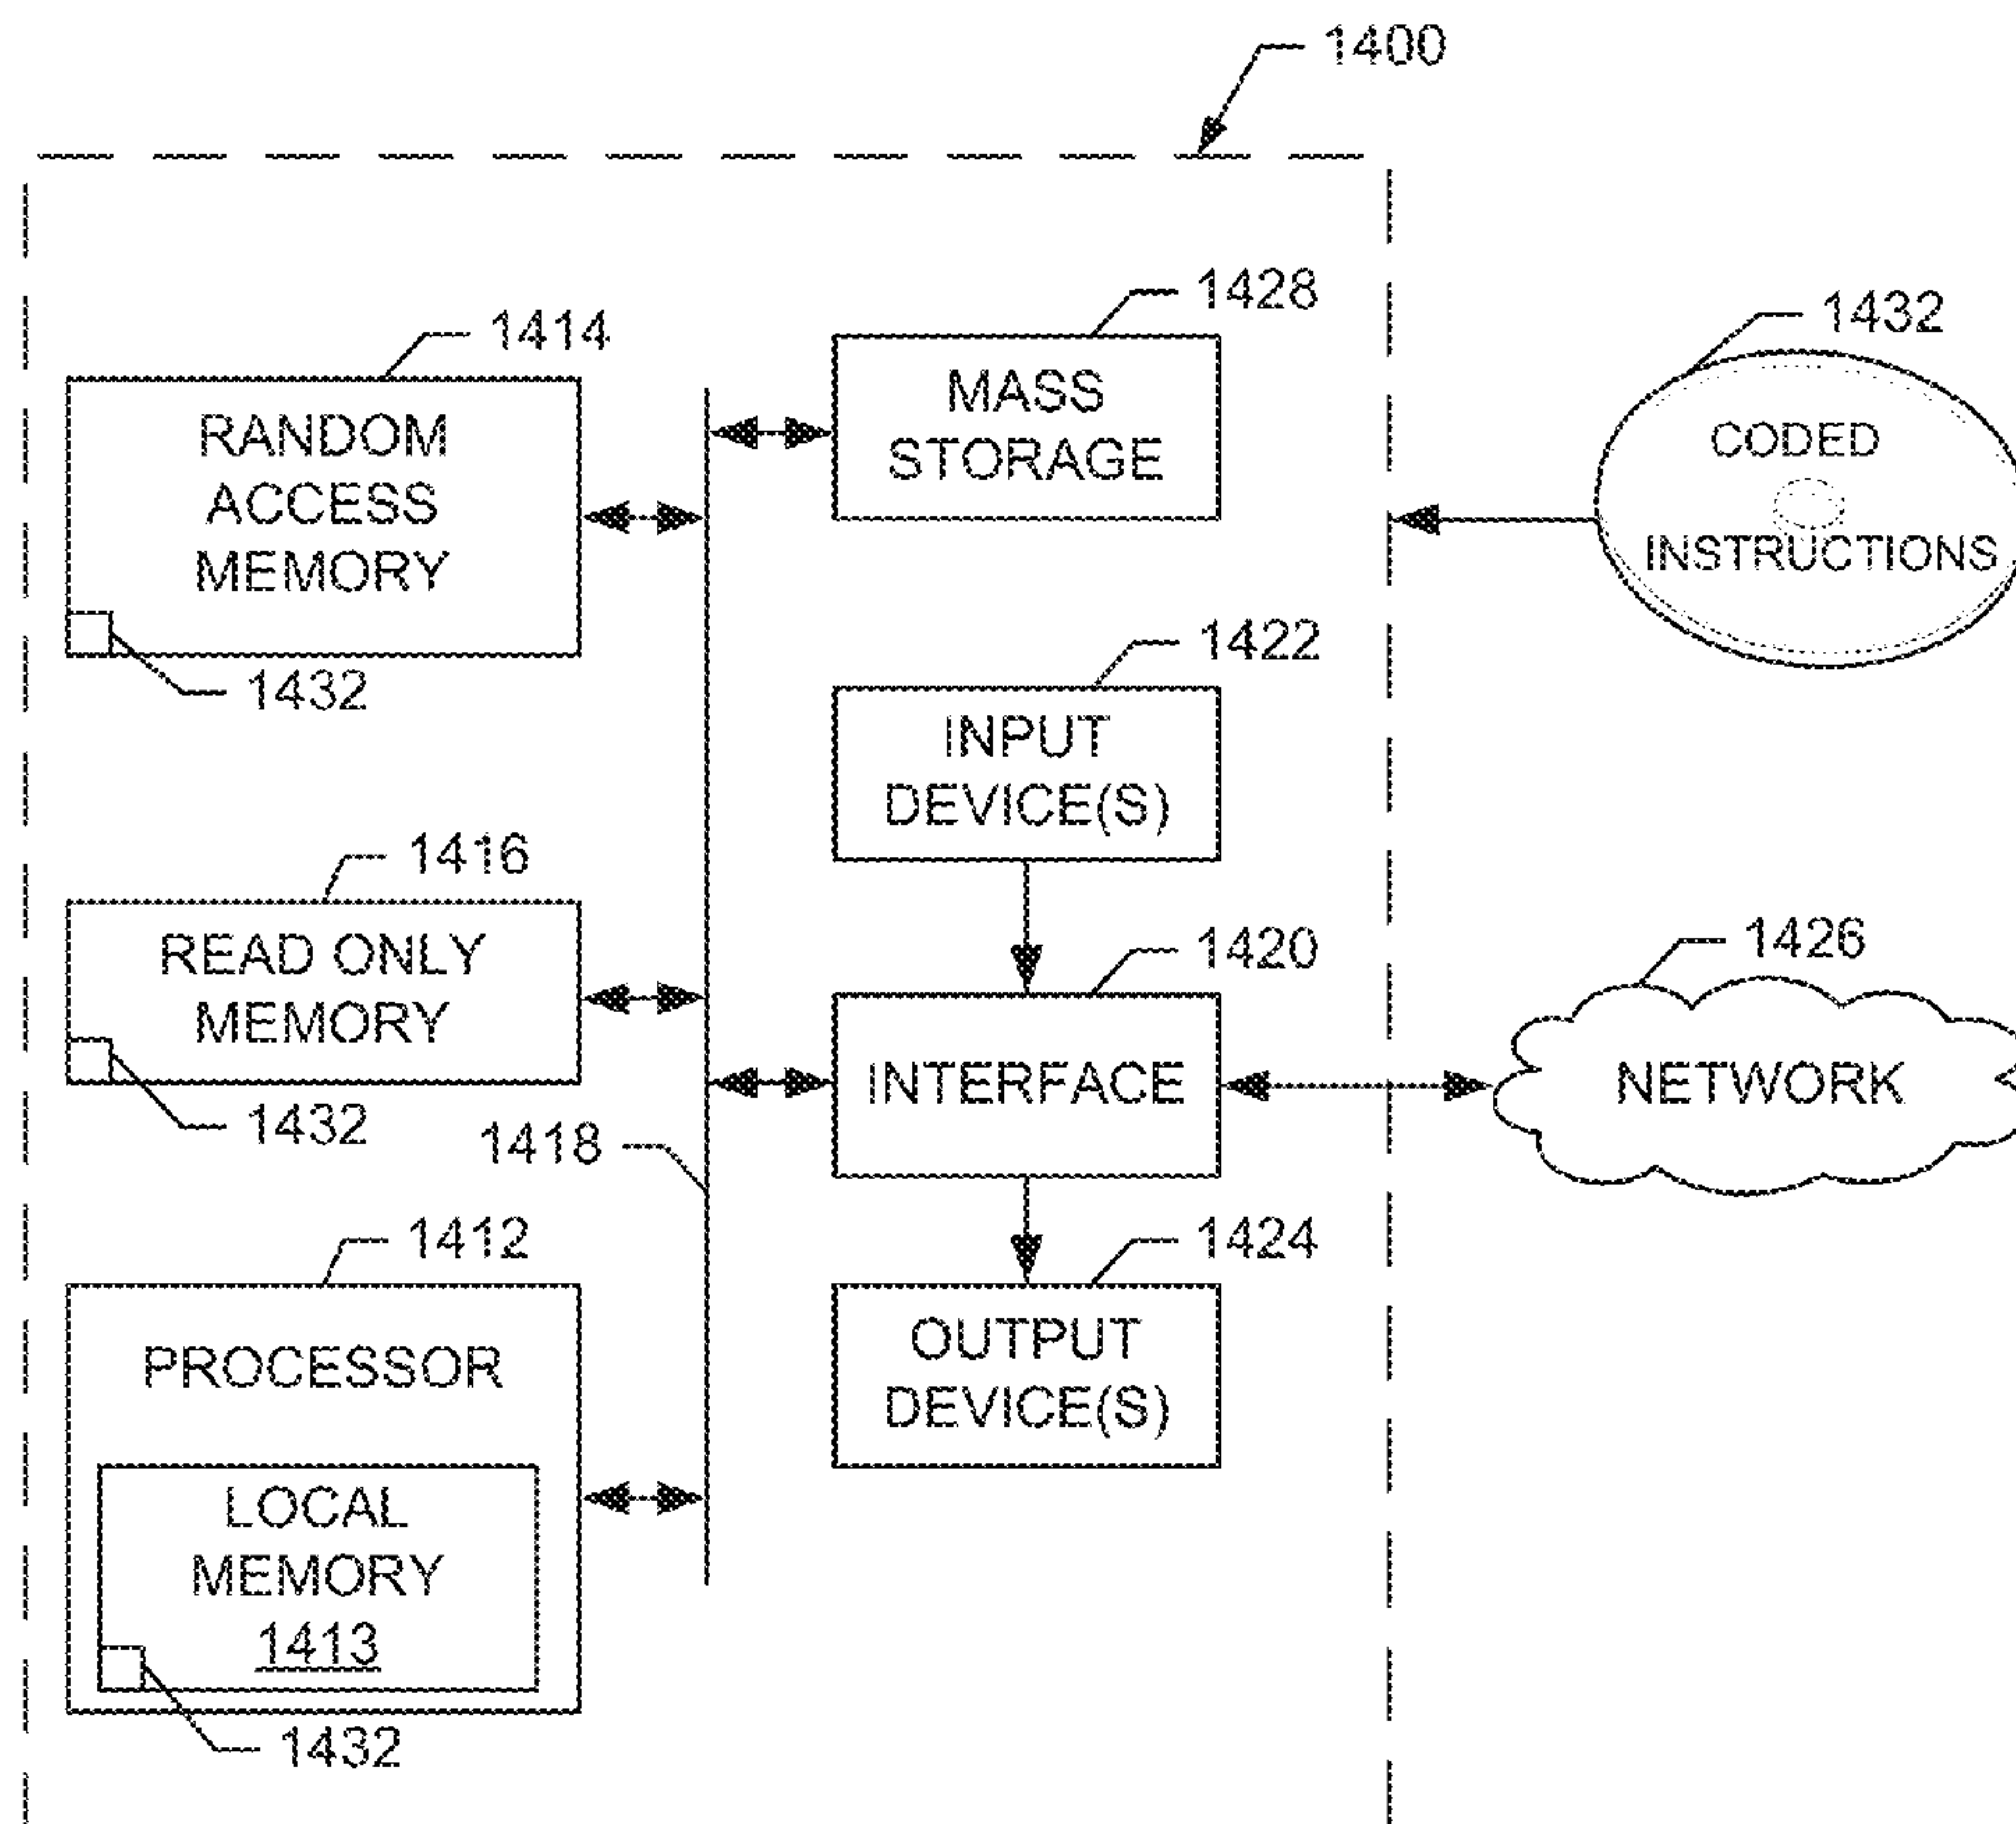 1400
1428
1414
1432
MASS
STORAGE
RANDOM
ACCESS
MEMORY
CODED
INSTRUCTIONS
1432
1422
INPUT
DEVICE(S)
1416
READ ONLY
MEMORY
1432
1420
1426
INTERFACE
NETWORK
1418
1412
1424
PROCESSOR
OUTPUT
DEVICE(S)
LOCAL
MEMORY
1413
1432